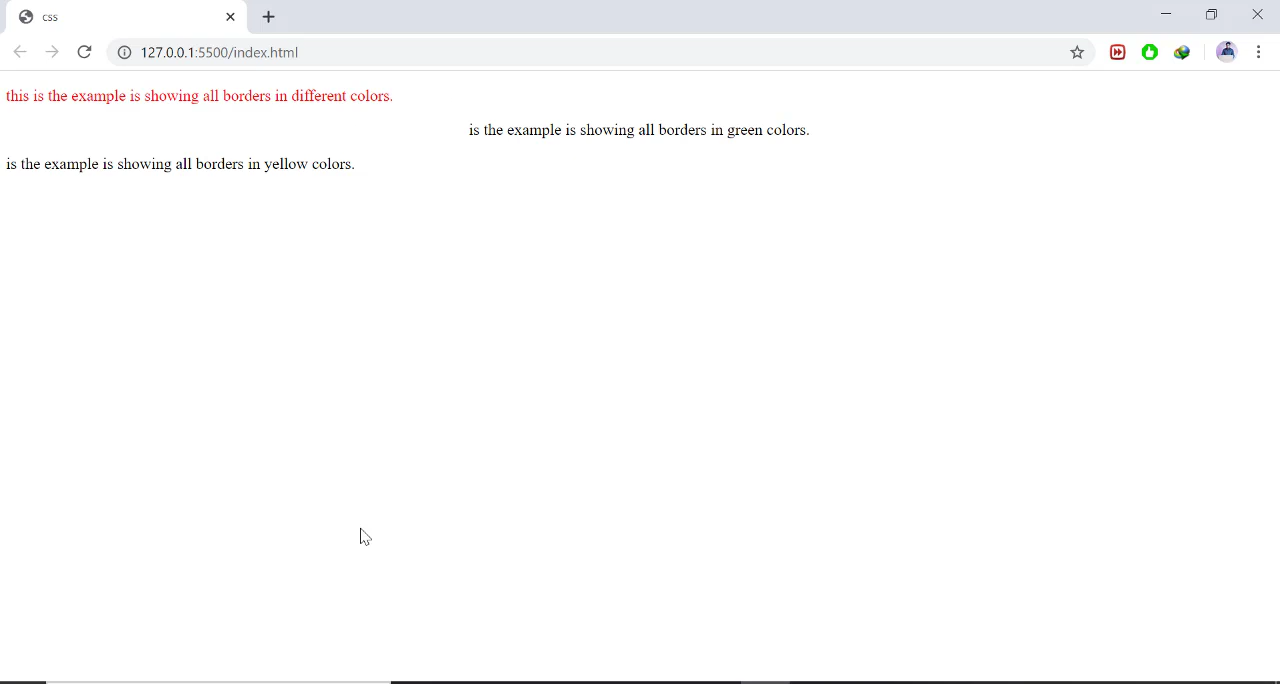 css
127.0.0.1:5500/index.html
this is the example is showing all borders in different colors.
is the example is showing all borders in green colors.
is the example is showing all borders in yellow colors.